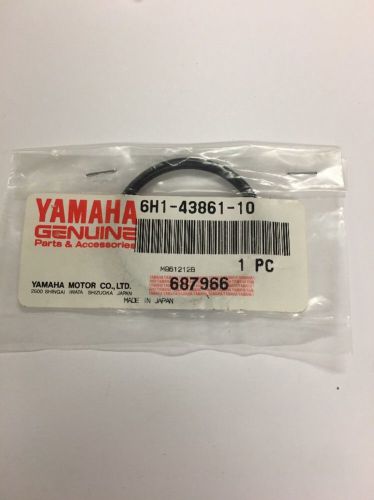 YAMAHA
GENUINE
Parts & Accessories
6H1-43861-10
M961212B
1 PC
687966
YAMAHA MOTOR CO.,LTD.
2500 SHINGAI IWATA SHIZUOKA JAPAN
MADE IN JAPAN